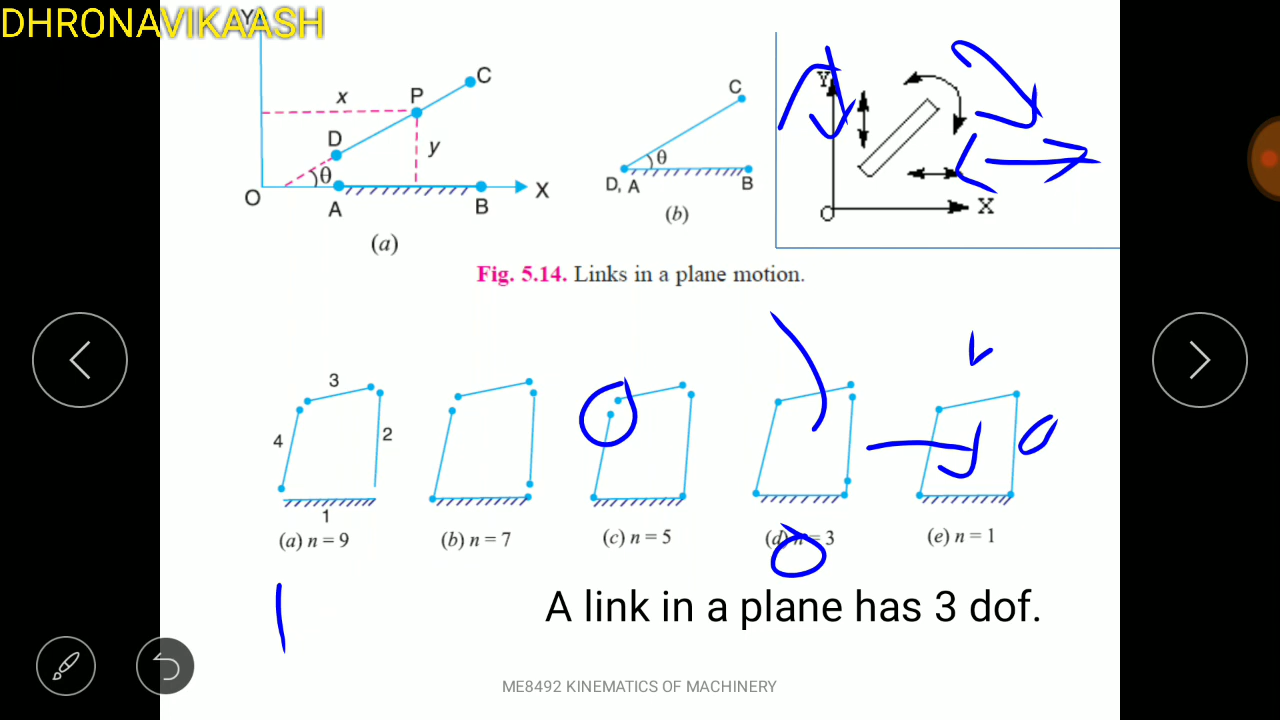 DHRONAVIKAASH
Y
x
P
C
D
y
θ
O
A
B
X
(a)
C
θ
D, A
B
(b)
Y
O
X
Fig. 5.14. Links in a plane motion.
3
4
2
1
(a) n = 9
(b) n = 7
(c) n = 5
(d) n = 3
(e) n = 1
A link in a plane has 3 dof.
ME8492 KINEMATICS OF MACHINERY